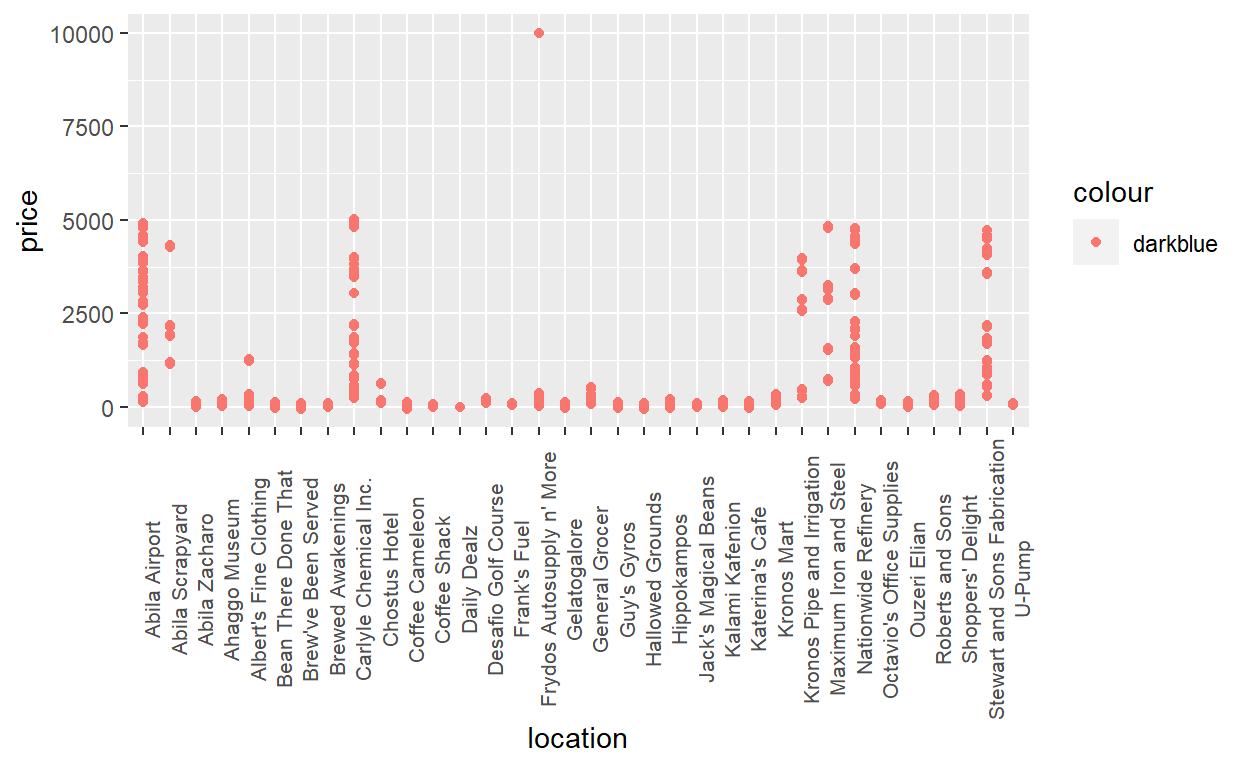 10000
7500
5000
2500
0
price
Abila Airport
Abila Scrapyard
Abila Zacharo
Ahaggo Museum
Albert's Fine Clothing
Bean There Done That
Brew've Been Served
Brewed Awakenings
Carlyle Chemical Inc.
Chostus Hotel
Coffee Cameleon
Coffee Shack
Daily Dealz
Desafio Golf Course
Frank's Fuel
Frydos Autosupply n' More
Gelatogalore
General Grocer
Guy's Gyros
Hallowed Grounds
Hippokampos
Jack's Magical Beans
Kalami Kafenion
Katerina's Cafe
Kronos Mart
Kronos Pipe and Irrigation
Maximum Iron and Steel
Nationwide Refinery
Octavio's Office Supplies
Ouzeri Elian
Roberts and Sons
Shoppers' Delight
Stewart and Sons Fabrication
U-Pump
location
colour
darkblue